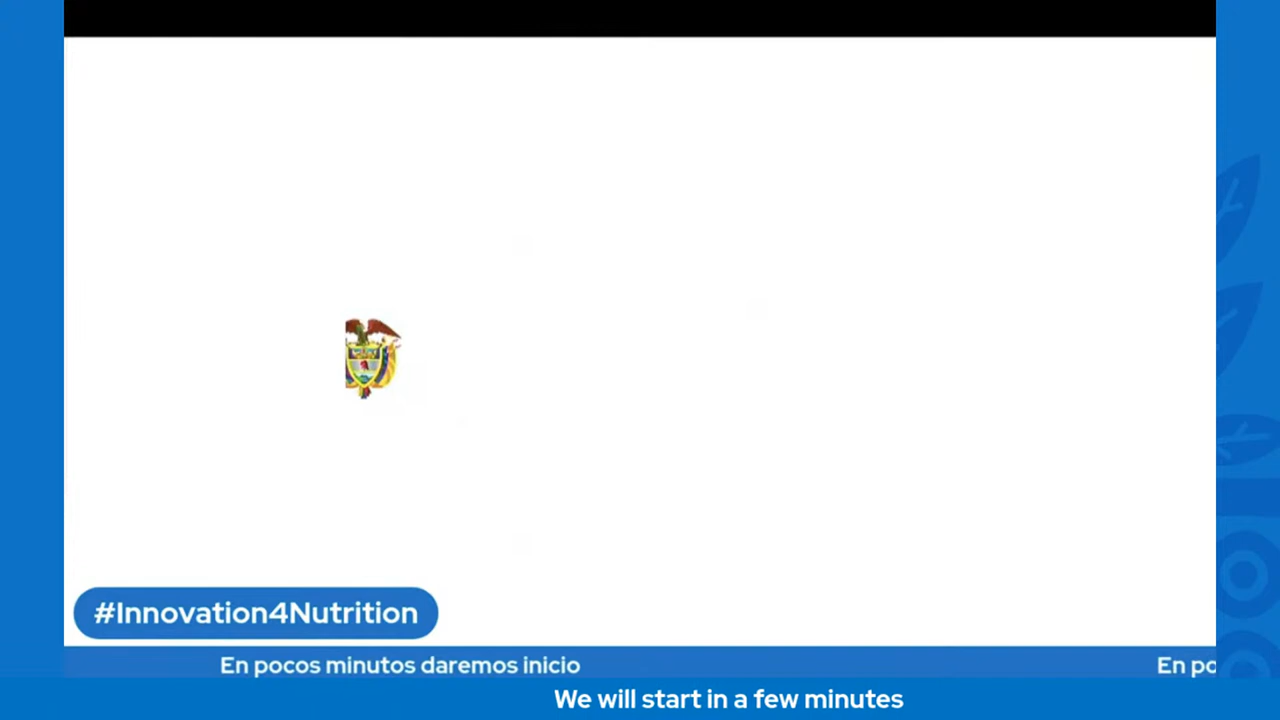 #Innovation4Nutrition
En pocos minutos daremos inicio
En po
We will start in a few minutes